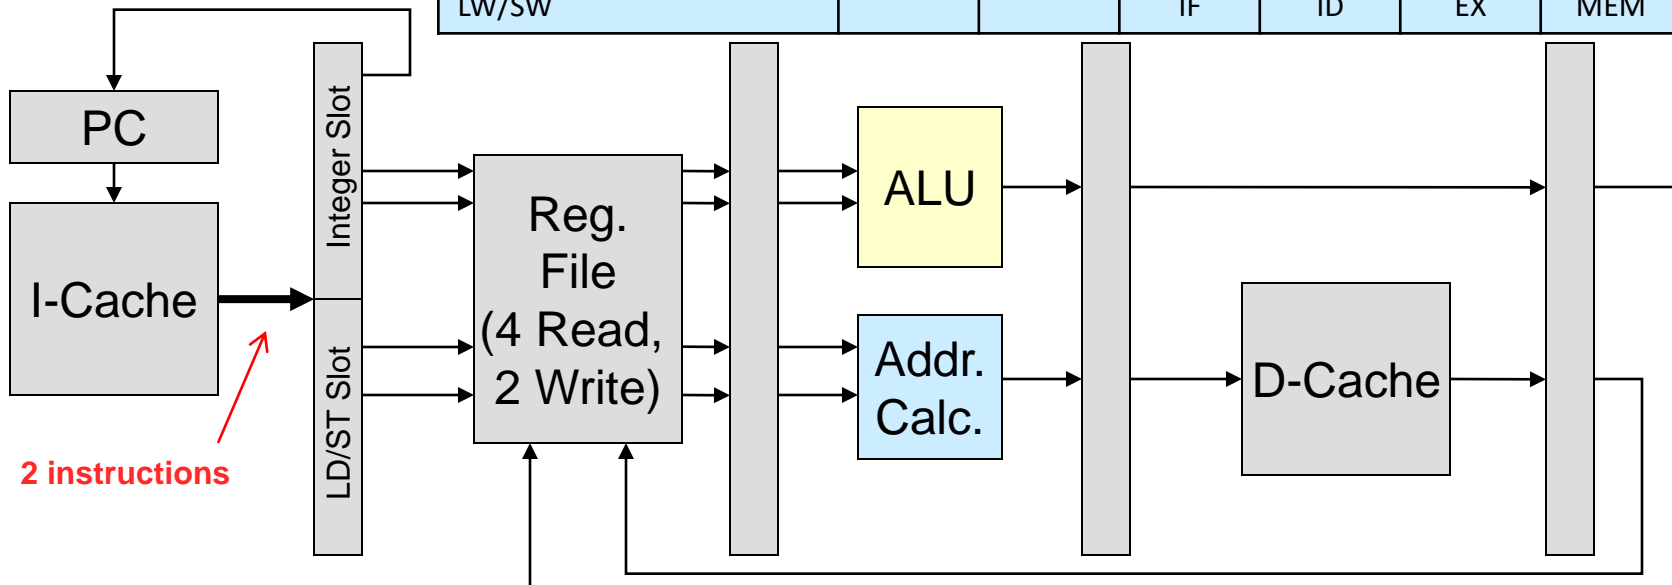 LW/SW IF ID EX MEM
PC
I-Cache
Integer Slot
LD/ST Slot
Reg.
File
(4 Read,
2 Write)
ALU
Addr.
Calc.
D-Cache
2 instructions